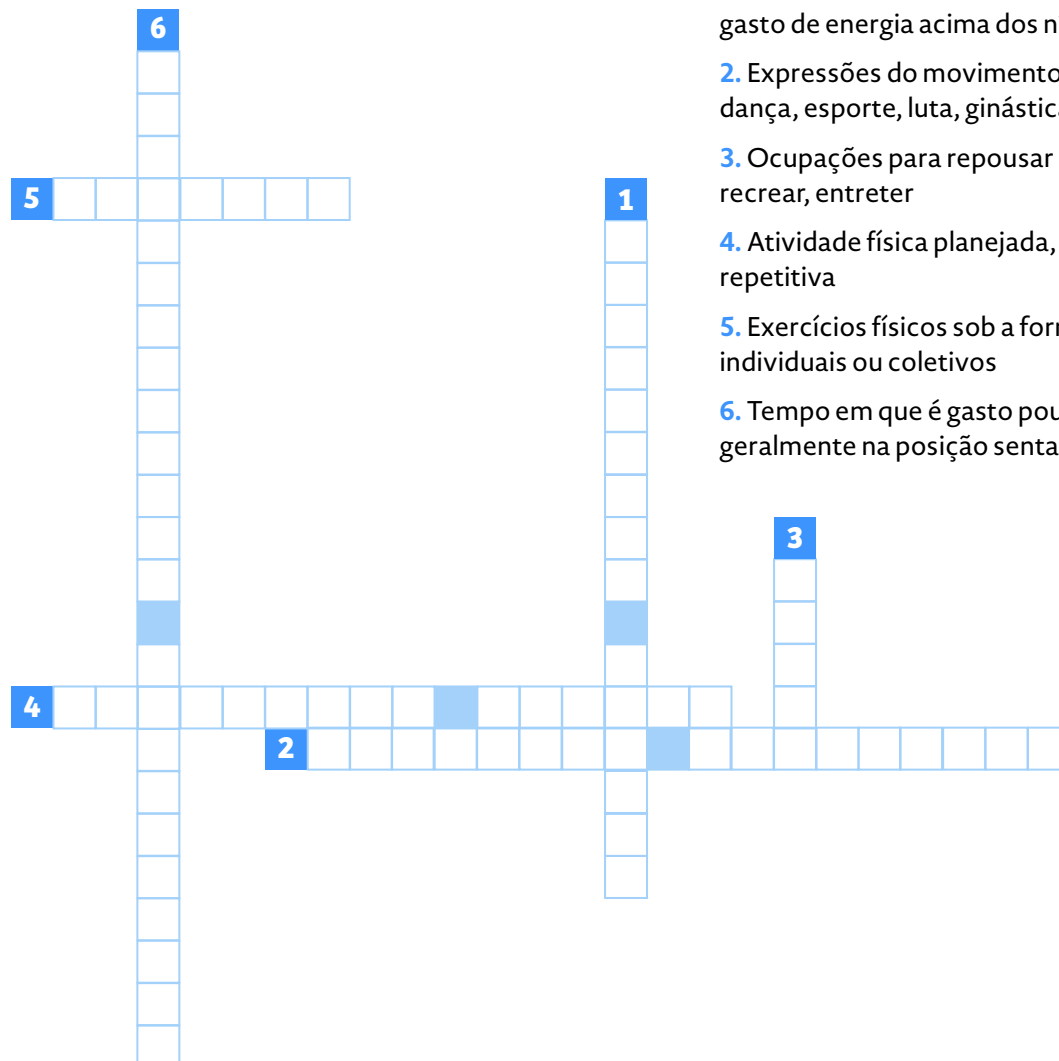 6
gasto de energia acima dos n
2. Expressões do movimento
dança, esporte, luta, ginástic
3. Ocupações para repousar
recrear, entreter
5
1
4. Atividade física planejada,
repetitiva
5. Exercícios físicos sob a for
individuais ou coletivos
6. Tempo em que é gasto pou
geralmente na posição senta
3
4
2